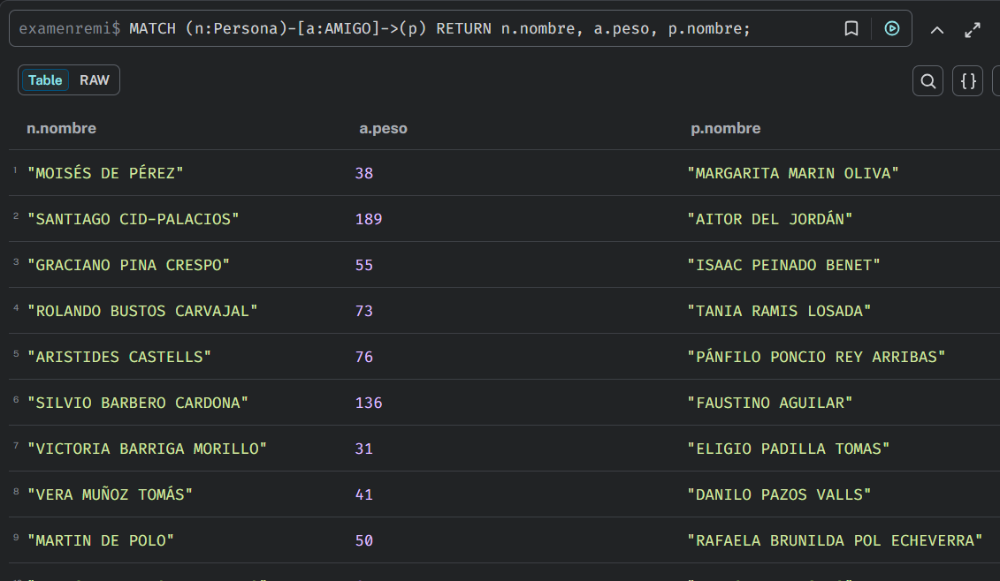 examenremi$ MATCH (n:Persona)-[a:AMIGO]->(p) RETURN n.nombre, a.peso, p.nombre;
Table RAW
{}
n.nombre a.peso p.nombre
1 "MOISÉS DE PÉREZ" 38 "MARGARITA MARIN OLIVA"
2 "SANTIAGO CID-PALACIOS" 189 "AITOR DEL JORDÁN"
3 "GRACIANO PINA CRESPO" 55 "ISAAC PEINADO BENET"
4 "ROLANDO BUSTOS CARVAJAL" 73 "TANIA RAMIS LOSADA"
5 "ARISTIDES CASTELLS" 76 "PÁNFILO PONCIO REY ARRIBAS"
6 "SILVIO BARBERO CARDONA" 136 "FAUSTINO AGUILAR"
7 "VICTORIA BARRIGA MORILLO" 31 "ELIGIO PADILLA TOMAS"
8 "VERA MUÑOZ TOMÁS" 41 "DANILO PAZOS VALLS"
9 "MARTIN DE POLO" 50 "RAFAELA BRUNILDA POL ECHEVERRA"